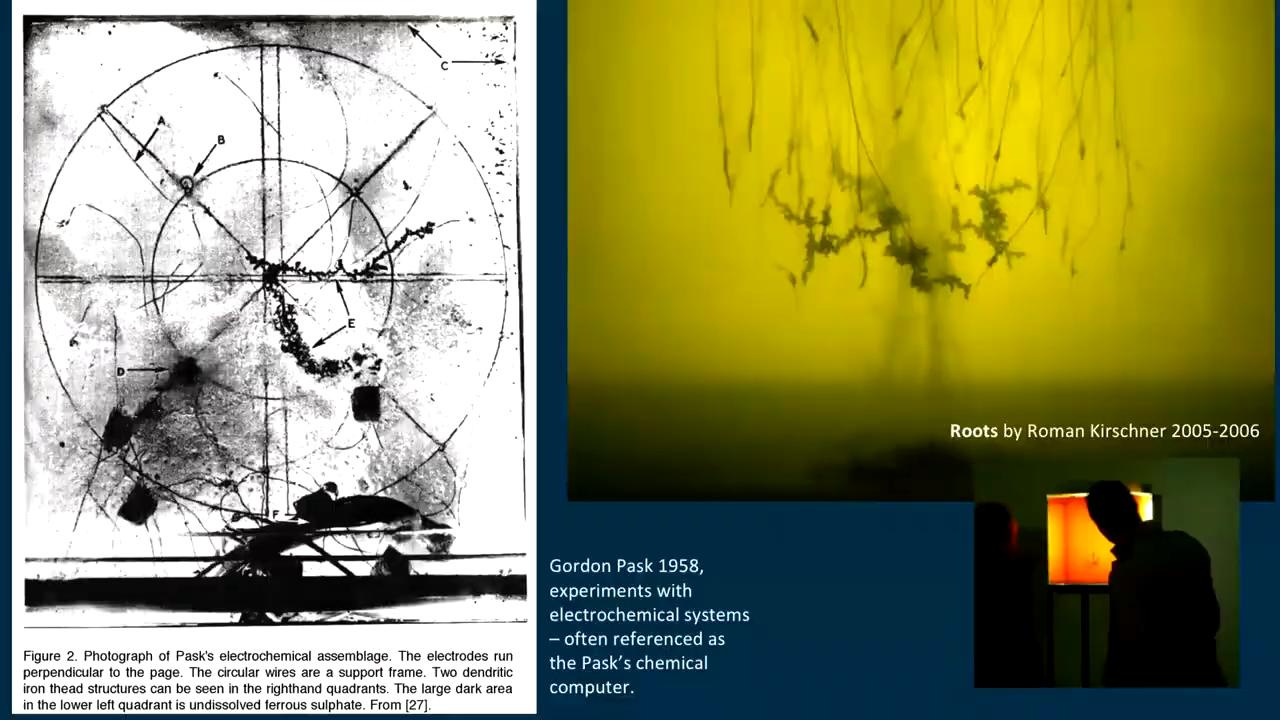 C
A
B
E
D
F
Figure 2. Photograph of Pask's electrochemical assemblage. The electrodes run
perpendicular to the page. The circular wires are a support frame. Two dendritic
iron thead structures can be seen in the righthand quadrants. The large dark area
in the lower left quadrant is undissolved ferrous sulphate. From [27].
Roots by Roman Kirschner 2005-2006
Gordon Pask 1958,
experiments with
electrochemical systems
– often referenced as
the Pask’s chemical
computer.